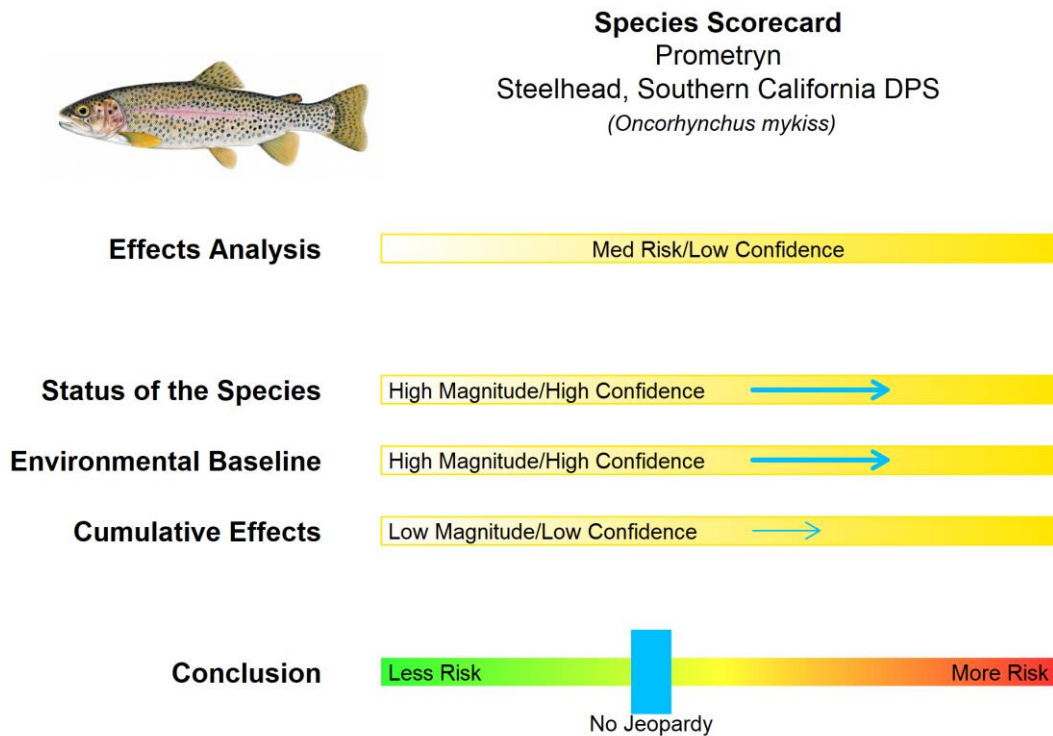 Species Scorecard
Prometryn
Steelhead, Southern California DPS
(Oncorhynchus mykiss)
Effects Analysis
Med Risk/Low Confidence
Status of the Species
High Magnitude/High Confidence
Environmental Baseline
High Magnitude/High Confidence
Cumulative Effects
Low Magnitude/Low Confidence
Conclusion
Less Risk
More Risk
No Jeopardy